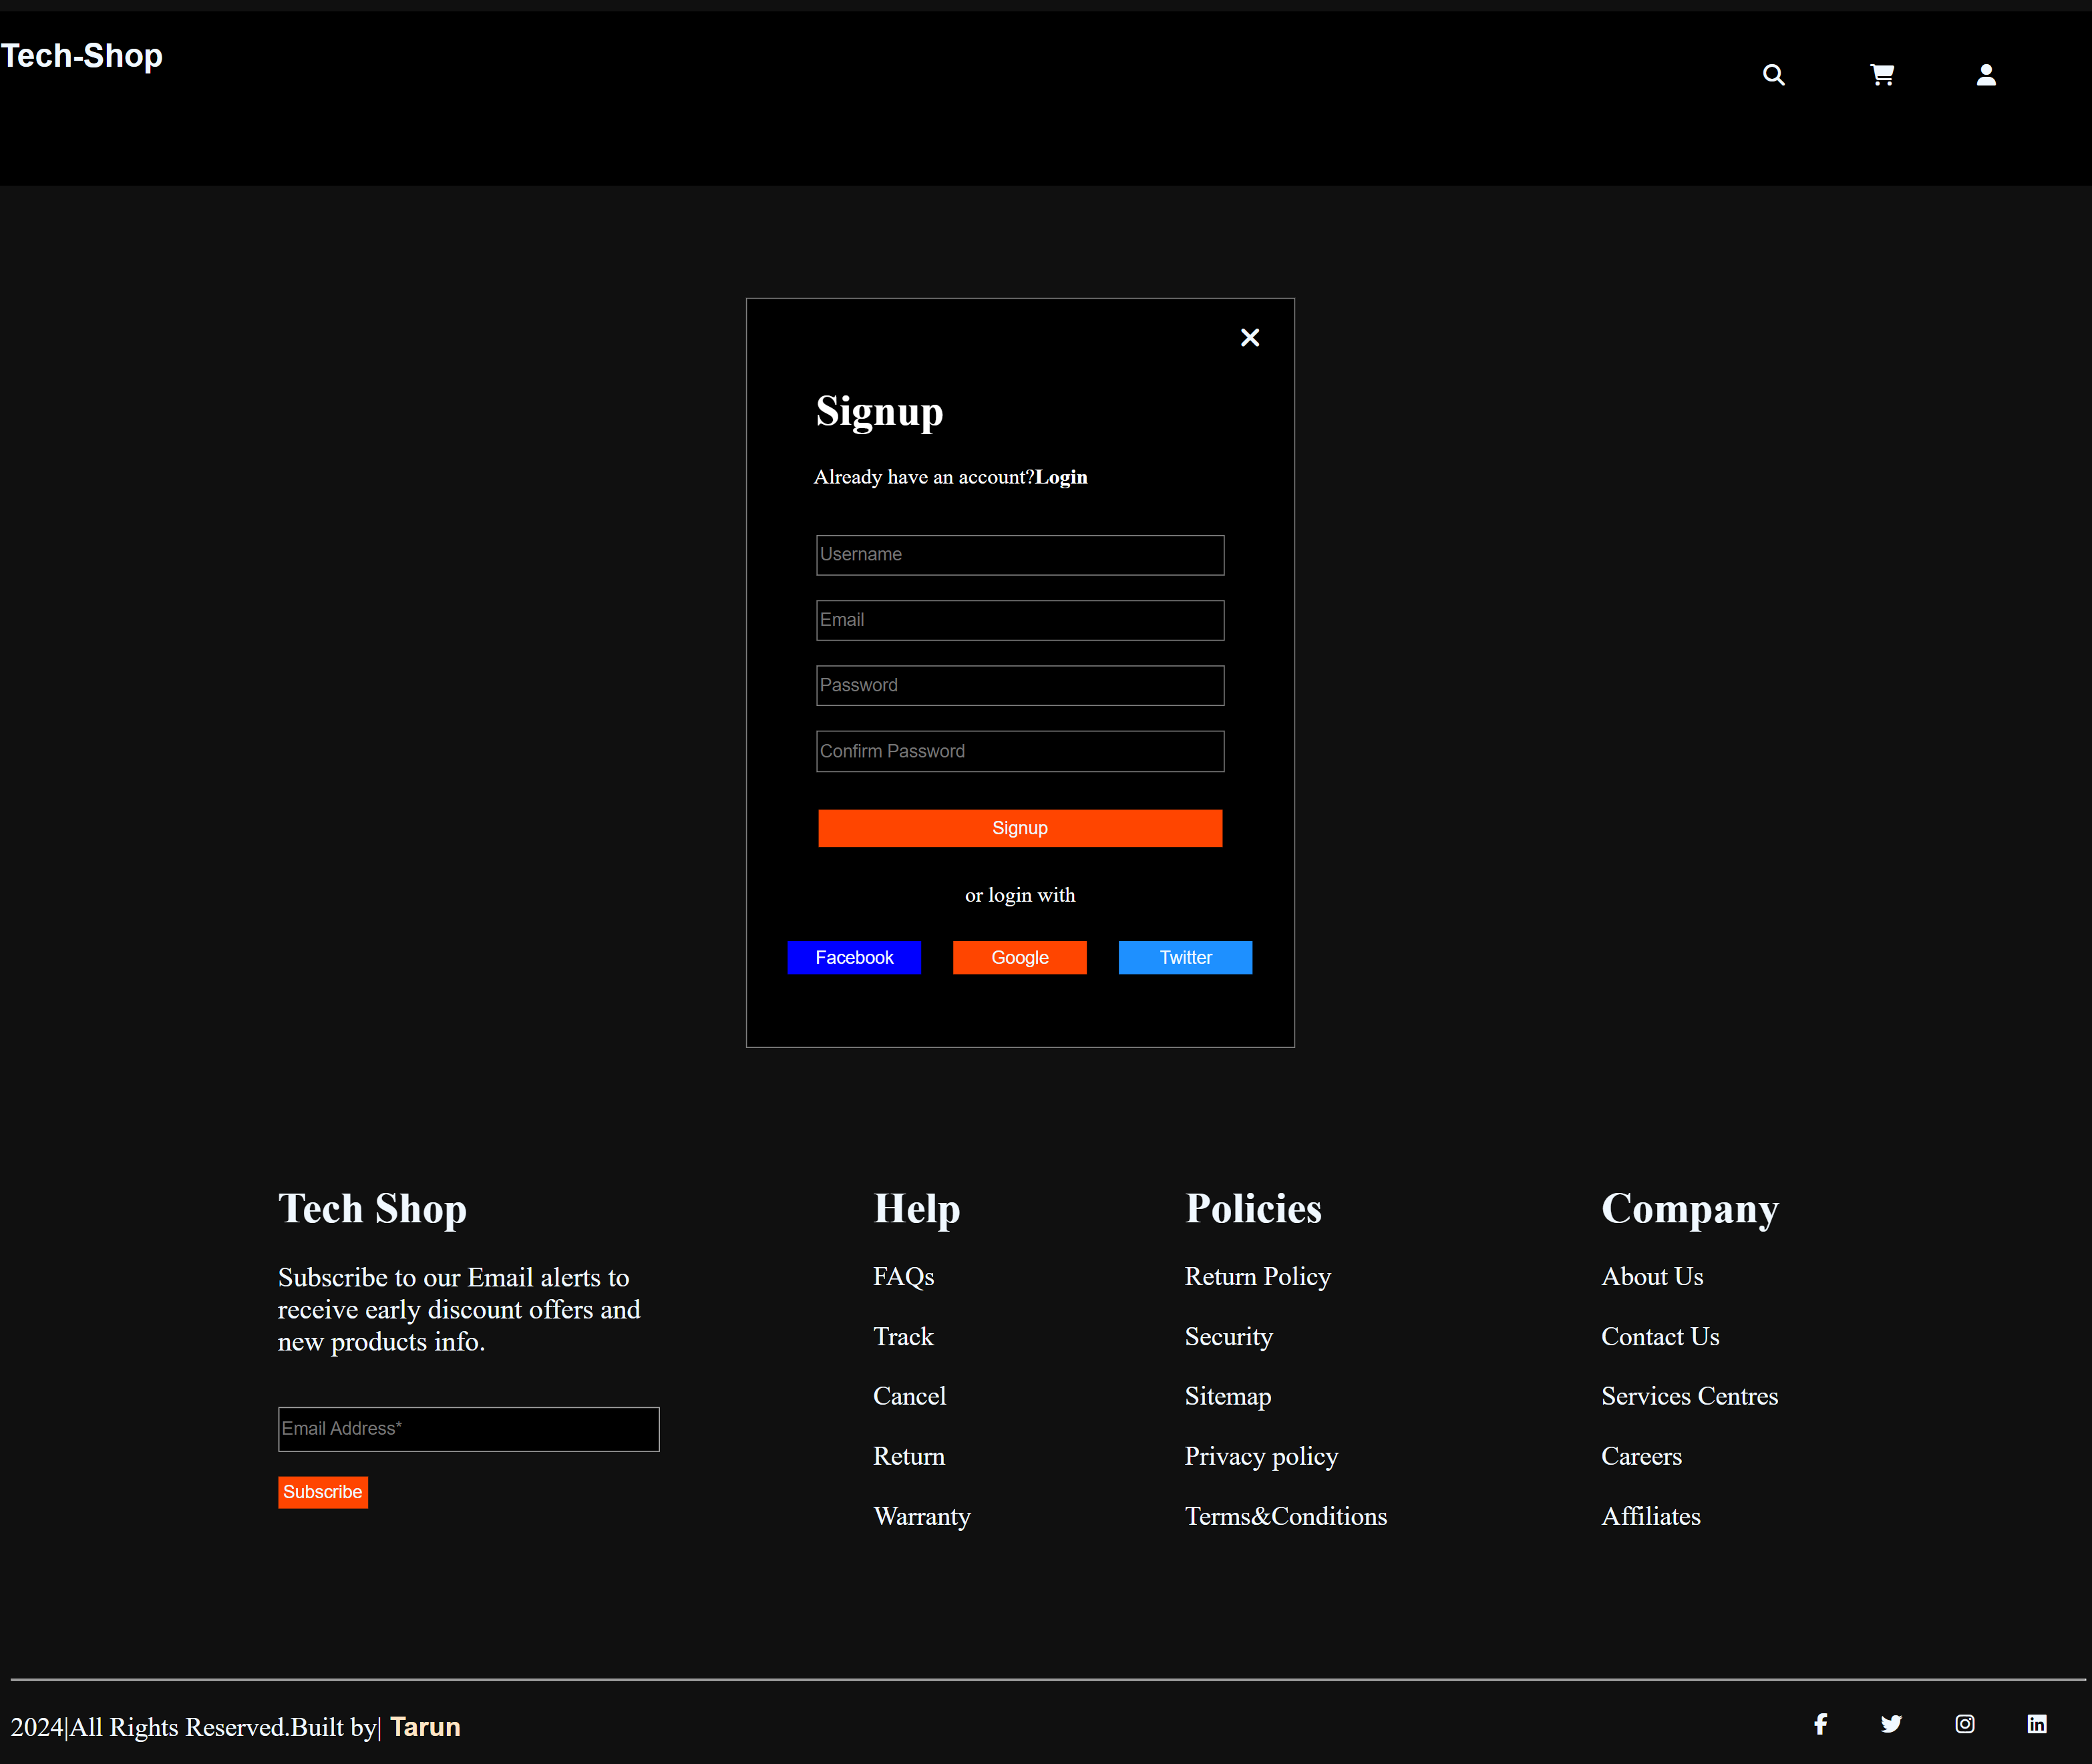 Tech-Shop
Signup
Already have an account?Login
Username
Email
Password
Confirm Password
Signup
or login with
Facebook Google Twitter
Tech Shop
Subscribe to our Email alerts to
receive early discount offers and
new products info.
Email Address*
Subscribe
Help
FAQs
Track
Cancel
Return
Warranty
Policies
Return Policy
Security
Sitemap
Privacy policy
Terms&Conditions
Company
About Us
Contact Us
Services Centres
Careers
Affiliates
2024|All Rights Reserved.Built by| Tarun